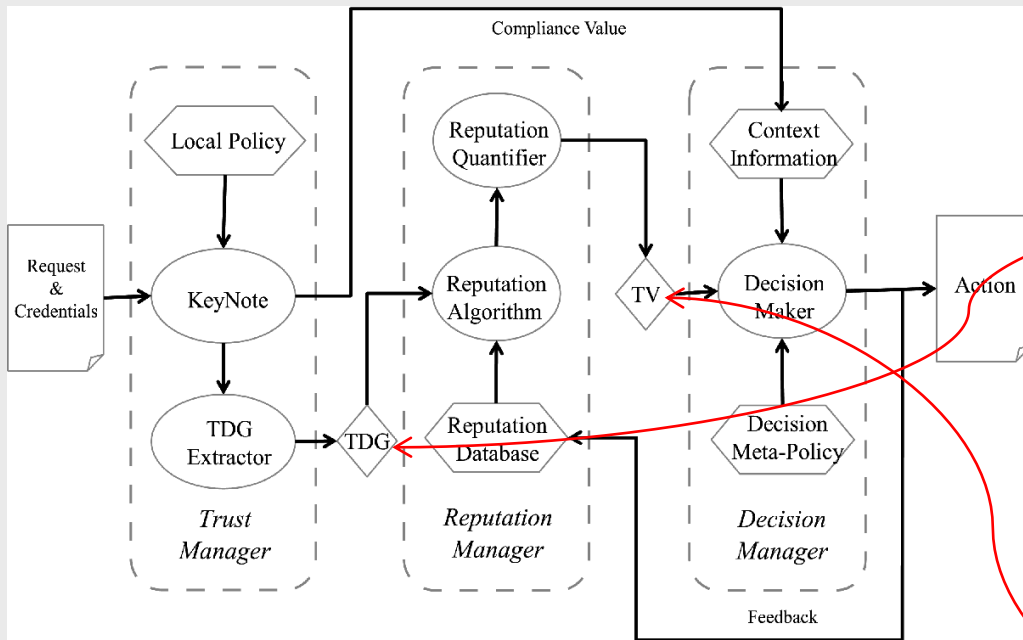 Compliance Value
Local Policy
Request
&
Credentials
KeyNote
TDG
Extractor
Trust
Manager
TDG
Reputation
Quantifier
Reputation
Algorithm
Reputation
Database
Reputation
Manager
TV
Context
Information
Decision
Maker
Decision
Meta-Policy
Decision
Manager
Action
Feedback